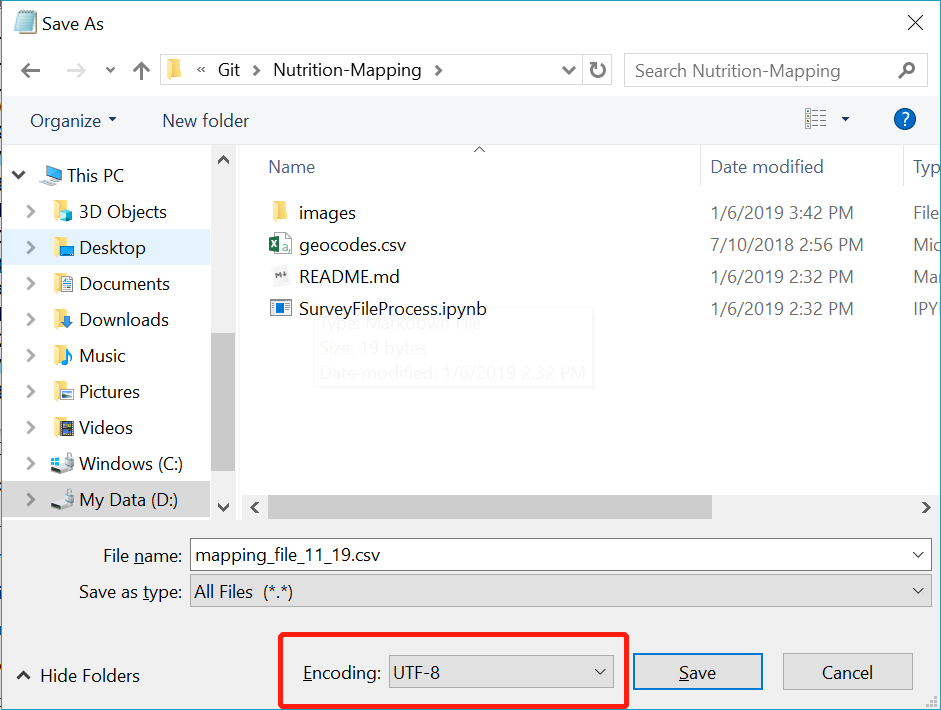 Save As
« Git > Nutrition-Mapping >
Search Nutrition-Mapping
Organize
New folder
?
Name
Date modified
Typ
This PC
3D Objects
Desktop
Documents
Downloads
Music
Pictures
Videos
Windows (C:)
My Data (D:)
images 1/6/2019 3:42 PM File
geocodes.csv 7/10/2018 2:56 PM Mic
README.md 1/6/2019 2:32 PM Mar
SurveyFileProcess.ipynb 1/6/2019 2:32 PM IPY
Type: Markdown File
Size: 19 bytes
Date modified: 1/6/2019 2:32 PM
File name: mapping_file_11_19.csv
Save as type: All Files (*.*)
Hide Folders
Encoding: UTF-8
Save
Cancel